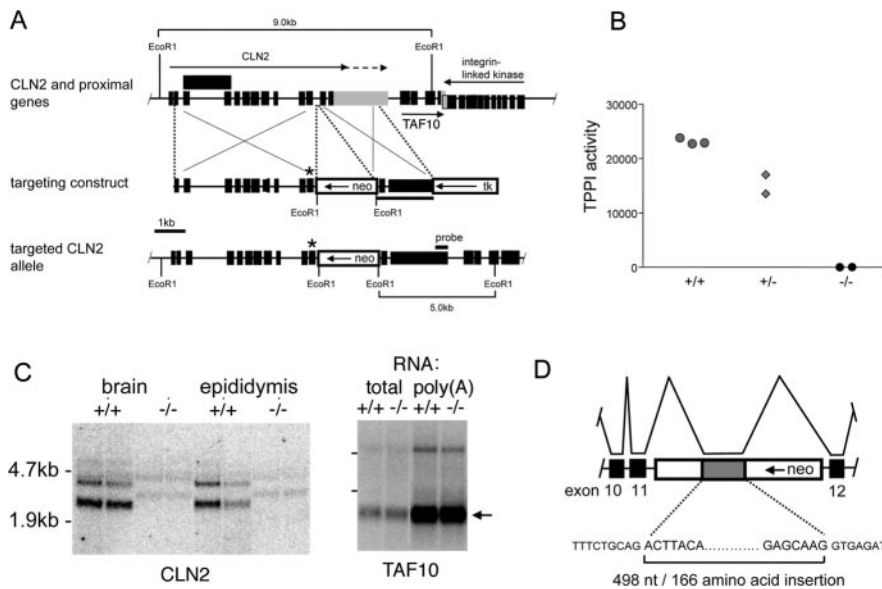 A
9.0kb
EcoR1
CLN2
EcoR1
integrin-
linked kinase
CLN2 and proximal
genes
TAF10
*
targeting construct
neo
tk
EcoR1
EcoR1
1kb
*
probe
targeted CLN2
allele
neo
EcoR1
EcoR1
EcoR1
EcoR1
5.0kb
B
TPPI activity
30000
20000
10000
0
+/+
+/-
-/-
C
brain
epididymis
+/+
-/-
+/+
-/-
4.7kb -
1.9kb -
CLN2
RNA:
total
poly(A)
+/+
-/-
+/+
-/-
TAF10
D
neo
exon
10
11
12
TTTCTGCAG ACTTACA............. GAGCAAG GTGAGAT
498 nt / 166 amino acid insertion